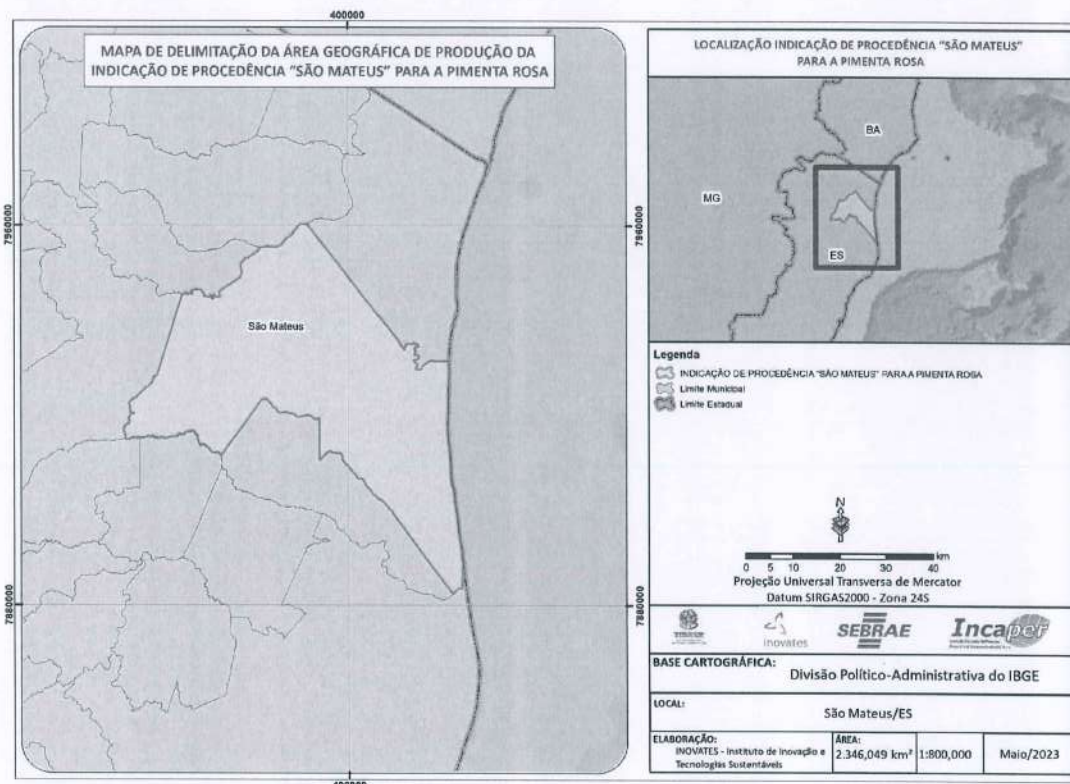 400000
MAPA DE DELIMITAÇÃO DA ÁREA GEOGRÁFICA DE PRODUÇÃO DA
INDICAÇÃO DE PROCEDÊNCIA "SÃO MATEUS" PARA A PIMENTA ROSA
7960000
7960000
São Mateus
7880000
7880000
LOCALIZAÇÃO INDICAÇÃO DE PROCEDÊNCIA "SÃO MATEUS"
PARA A PIMENTA ROSA
BA
MG
ES
Legenda
INDICAÇÃO DE PROCEDÊNCIA "SÃO MATEUS" PARA A PIMENTA ROSA
Limite Municipal
Limite Estadual
N
0 5 10 20 30 40 km
Projeção Universal Transversa de Mercator
Datum SIRGAS2000 - Zona 24S
inovates
SEBRAE
Incaper
BASE CARTOGRÁFICA:
Divisão Político-Administrativa do IBGE
LOCAL:
São Mateus/ES
ELABORAÇÃO:
INOVATES - Instituto de Inovação e
Tecnologias Sustentáveis
ÁREA:
2.346,049 km²
1:800,000
Maio/2023